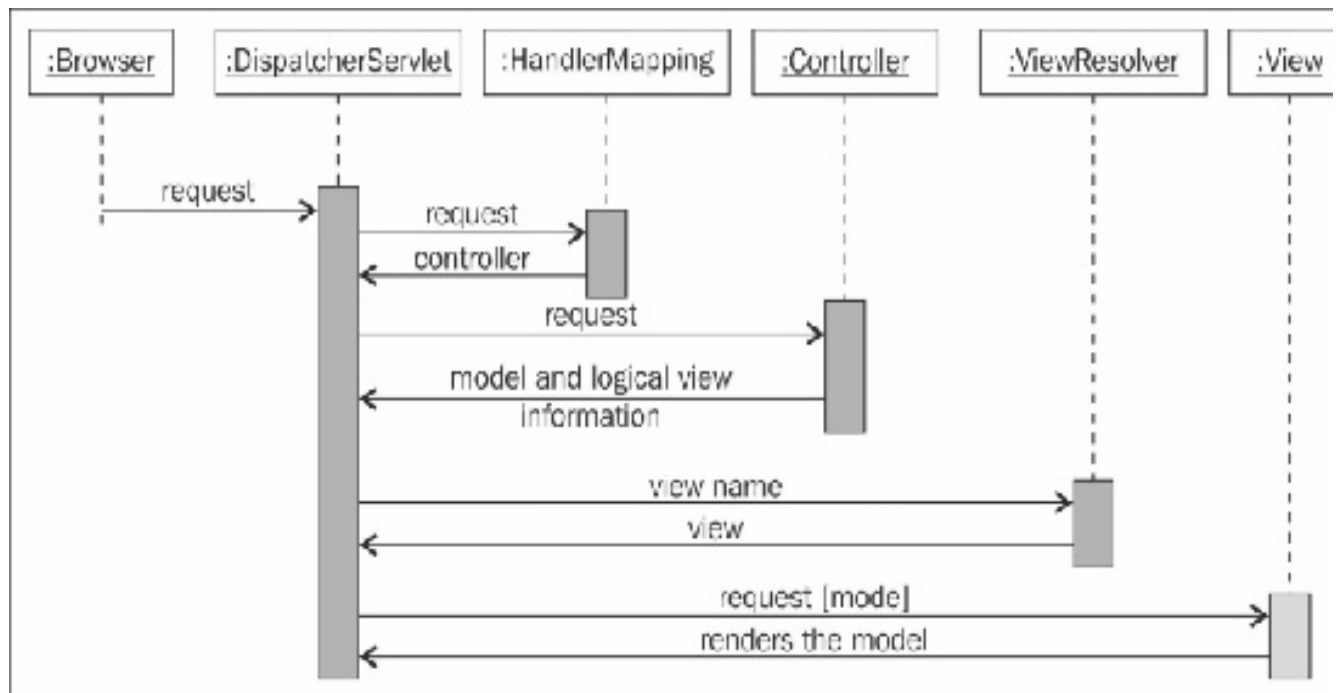 :Browser
:DispatcherServlet
:HandlerMapping
:Controller
:ViewResolver
:View
request
request
controller
request
model and logical view
information
view name
view
request [mode]
renders the model